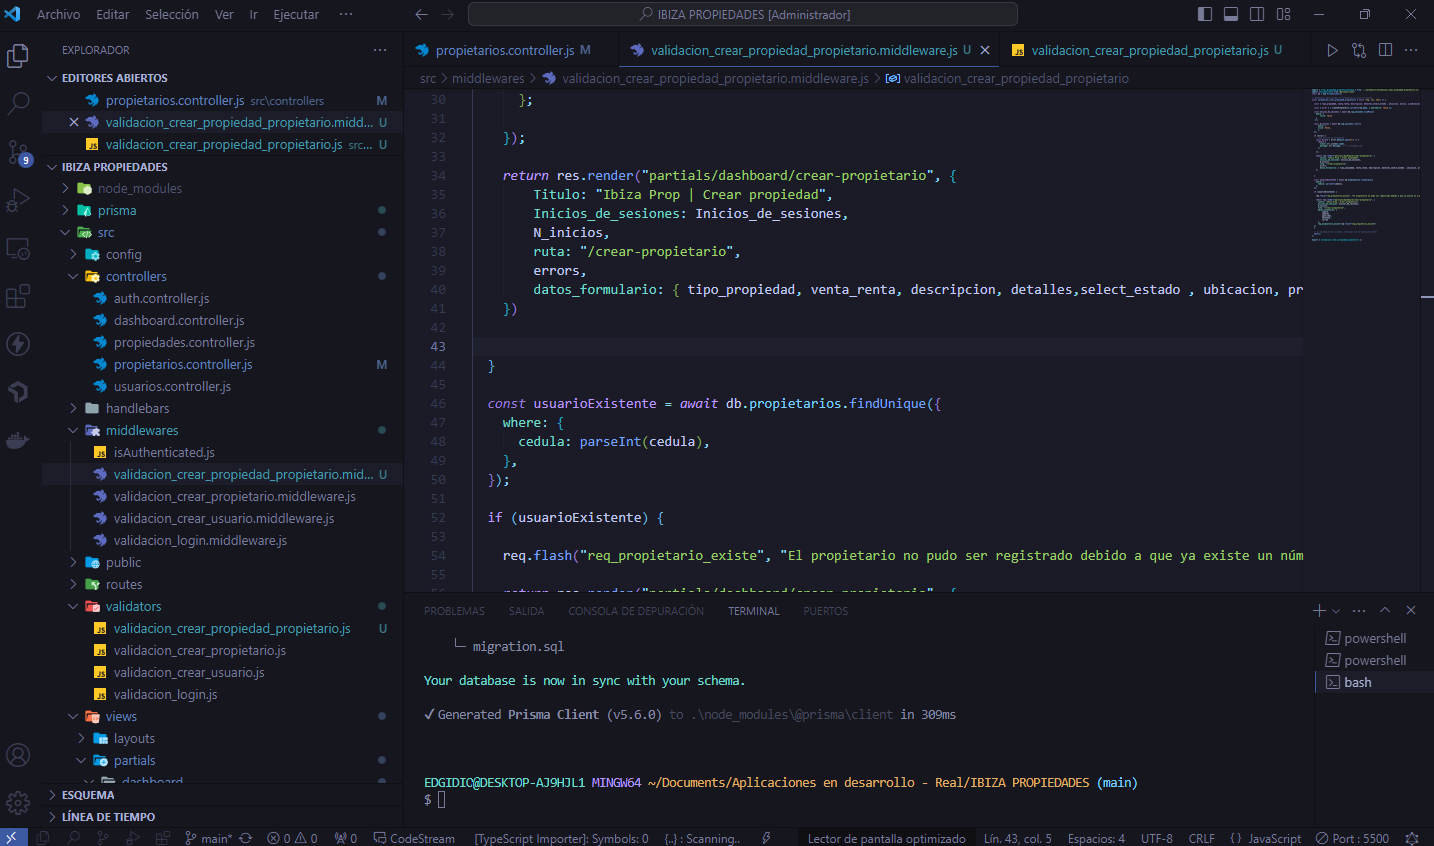 Archivo Editar Selección Ver Ir Ejecutar ···
IBIZA PROPIEDADES [Administrador]
EXPLORADOR
EDITORES ABIERTOS
propietarios.controller.js src\controllers M
validacion_crear_propiedad_propietario.midd... U
validacion_crear_propiedad_propietario.js src... U
IBIZA PROPIEDADES
node_modules
prisma
src
config
controllers
auth.controller.js
dashboard.controller.js
propiedades.controller.js
propietarios.controller.js M
usuarios.controller.js
handlebars
middlewares
isAuthenticated.js
validacion_crear_propiedad_propietario.mid... U
validacion_crear_propietario.middleware.js
validacion_crear_usuario.middleware.js
validacion_login.middleware.js
public
routes
validators
validacion_crear_propiedad_propietario.js U
validacion_crear_propietario.js
validacion_crear_usuario.js
validacion_login.js
views
layouts
partials
dashboard
ESQUEMA
LÍNEA DE TIEMPO
9
propietarios.controller.js M
validacion_crear_propiedad_propietario.middleware.js U
validacion_crear_propiedad_propietario.js U
src > middlewares > validacion_crear_propiedad_propietario.middleware.js > validacion_crear_propiedad_propietario
30 };
31
32 });
33
34 return res.render("partials/dashboard/crear-propietario", {
35 Titulo: "Ibiza Prop | Crear propiedad",
36 Inicios_de_sesiones: Inicios_de_sesiones,
37 N_inicios,
38 ruta: "/crear-propietario",
39 errors,
40 datos_formulario: { tipo_propiedad, venta_renta, descripcion, detalles,select_estado , ubicacion, pr
41 })
42
43
44 }
45
46 const usuarioExistente = await db.propietarios.findUnique({
47 where: {
48 cedula: parseInt(cedula),
49 },
50 });
51
52 if (usuarioExistente) {
53
54 req.flash("req_propietario_existe", "El propietario no pudo ser registrado debido a que ya existe un núm
55
56 return res.render("partials/dashboard/crear-propietario", {
PROBLEMAS SALIDA CONSOLA DE DEPURACIÓN TERMINAL PUERTOS
└─ migration.sql
Your database is now in sync with your schema.
✔ Generated Prisma Client (v5.6.0) to .\node_modules\@prisma\client in 309ms
EDGIDIO@DESKTOP-AJ9HJL1 MINGW64 ~/Documents/Aplicaciones en desarrollo - Real/IBIZA PROPIEDADES (main)
$
powershell
powershell
bash
main* 0 0 0 CodeStream [TypeScript Importer]: Symbols: 0 {..} : Scanning.. Lector de pantalla optimizado Lín. 43, col. 5 Espacios: 4 UTF-8 CRLF { } JavaScript Port : 5500